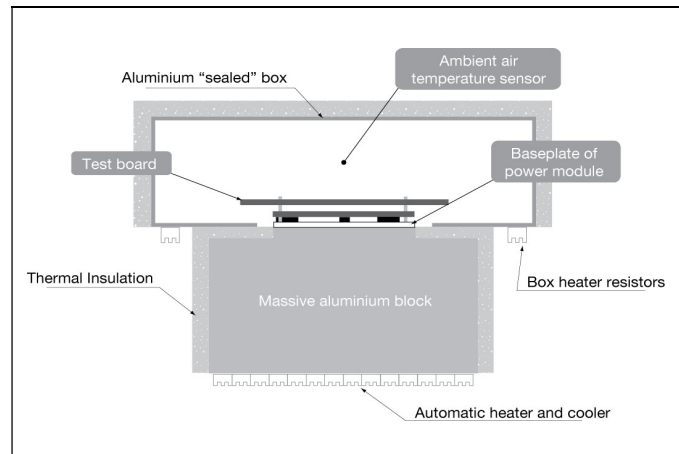 Ambient air
temperature sensor
Aluminium “sealed” box
Test board
Baseplate of
power module
Thermal Insulation
Box heater resistors
Massive aluminium block
Automatic heater and cooler